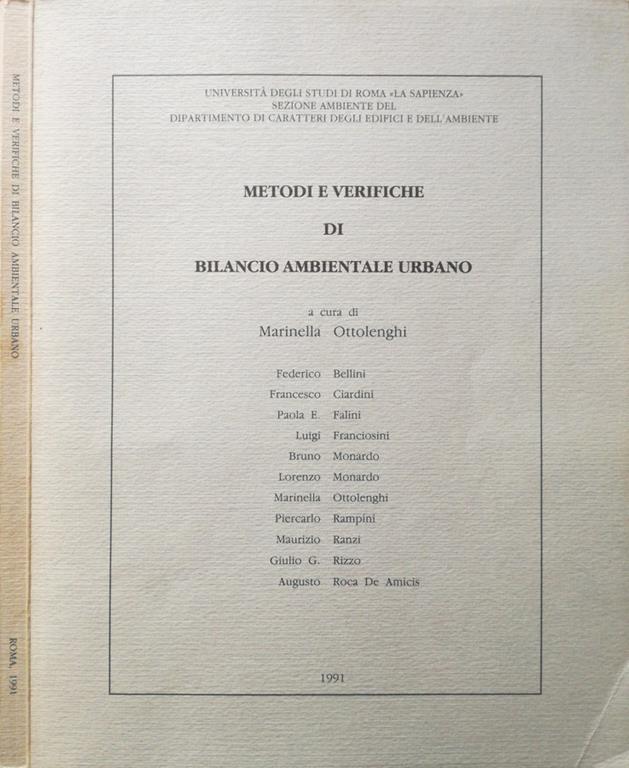 METODI E VERIFICHE DI BILANCIO AMBIENTALE URBANO
ROMA, 1991
UNIVERSITÀ DEGLI STUDI DI ROMA «LA SAPIENZA»
SEZIONE AMBIENTE DEL
DIPARTIMENTO DI CARATTERI DEGLI EDIFICI E DELL'AMBIENTE
METODI E VERIFICHE
DI
BILANCIO AMBIENTALE URBANO
a cura di
Marinella Ottolenghi
Federico Bellini
Francesco Ciardini
Paola E. Falini
Luigi Franciosini
Bruno Monardo
Lorenzo Monardo
Marinella Ottolenghi
Piercarlo Rampini
Maurizio Ranzi
Giulio G. Rizzo
Augusto Roca De Amicis
1991